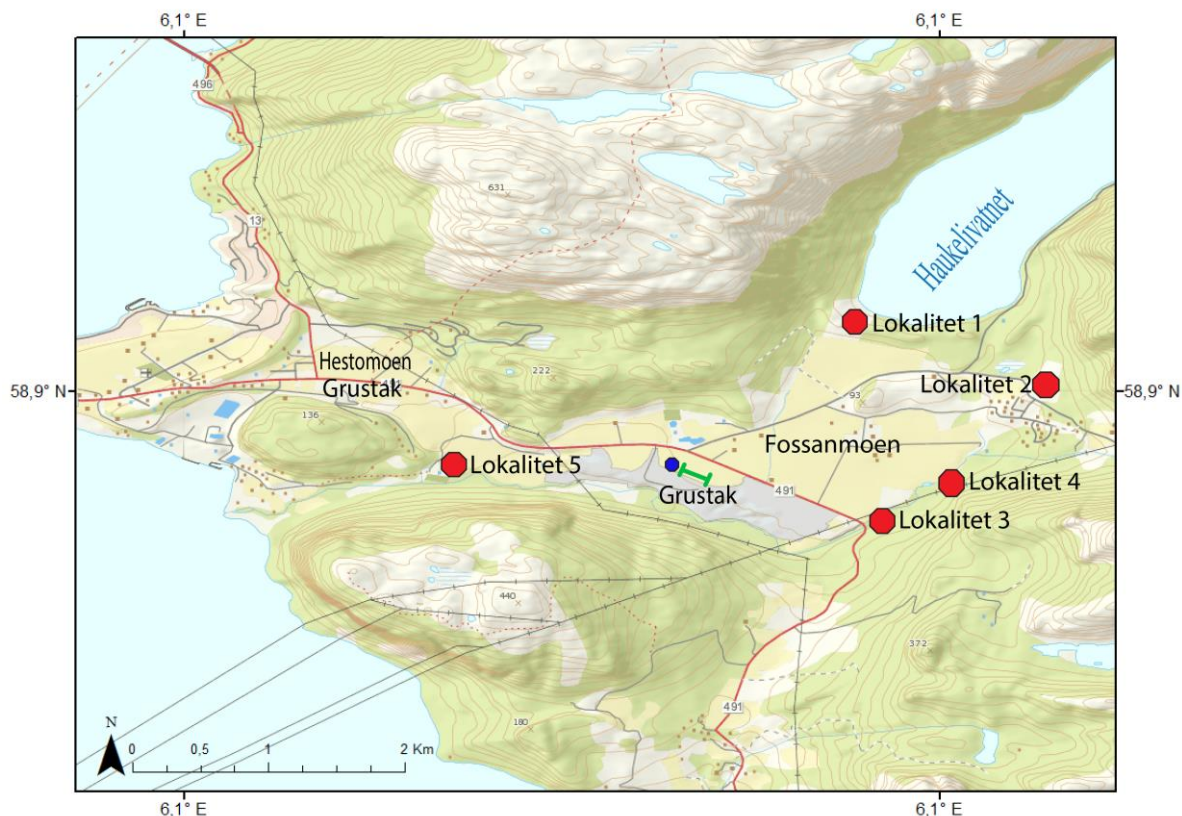 6,1° E
6,1° E
496
13
631
Haukelivatnet
Lokalitet 1
Hestomoen
Grustak
222
Lokalitet 2
58,9° N
58,9° N
93
136
Fossanmoen
Lokalitet 5
Grustak
491
Lokalitet 4
Lokalitet 3
440
372
491
180
N
0
0,5
1
2 Km
6,1° E
6,1° E